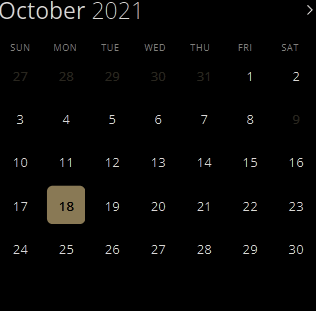 October 2021
SUN MON TUE WED THU FRI SAT
27 28 29 30 31 1 2
3 4 5 6 7 8 9
10 11 12 13 14 15 16
17 18 19 20 21 22 23
24 25 26 27 28 29 30